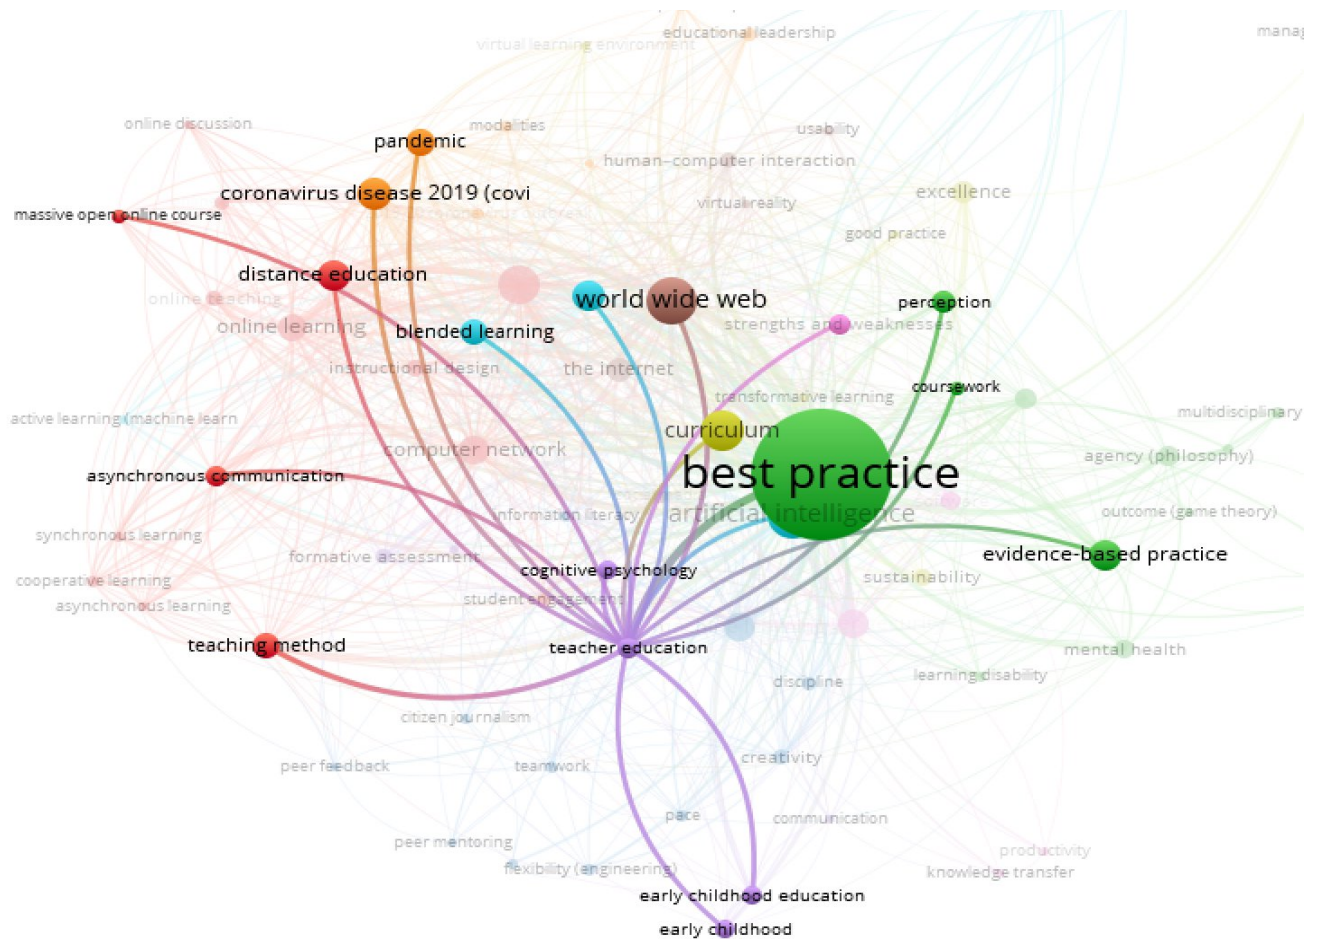 educational leadership
manag
virtual learning environment
online discussion
modalities
usability
pandemic
human–computer interaction
coronavirus disease 2019 (covi
excellence
virtual reality
massive open online course
good practice
distance education
online teaching
world wide web
perception
online learning
blended learning
strengths and weaknesses
instructional design
the internet
coursework
transformative learning
active learning (machine learn
multidisciplinary
curriculum
computer network
agency (philosophy)
best practice
asynchronous communication
information literacy
artificial intelligence
outcome (game theory)
synchronous learning
formative assessment
evidence-based practice
cognitive psychology
cooperative learning
sustainability
student engagement
asynchronous learning
teaching method
teacher education
mental health
learning disability
discipline
citizen journalism
creativity
peer feedback
teamwork
pace
communication
peer mentoring
productivity
flexibility (engineering)
knowledge transfer
early childhood education
early childhood